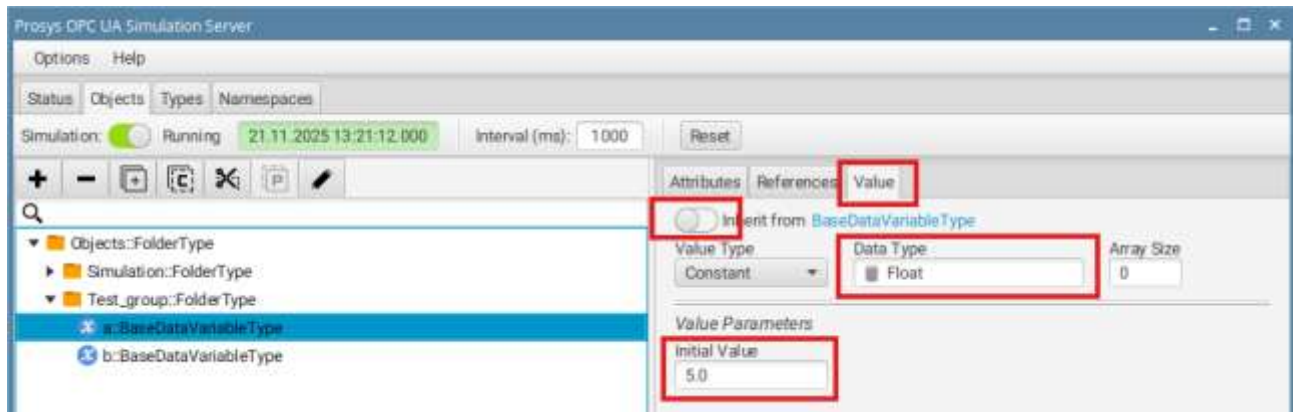 Prosys OPC UA Simulation Server
Options Help
Status Objects Types Namespaces
Simulation: Running 21.11.2025 13:21:12.000 Interval (ms): 1000 Reset
Attributes References Value
Inherit from BaseDataVariableType
Value Type Data Type Array Size
Constant Float 0
Value Parameters
Initial Value
5.0
Objects::FolderType
Simulation::FolderType
Test_group::FolderType
a::BaseDataVariableType
b::BaseDataVariableType